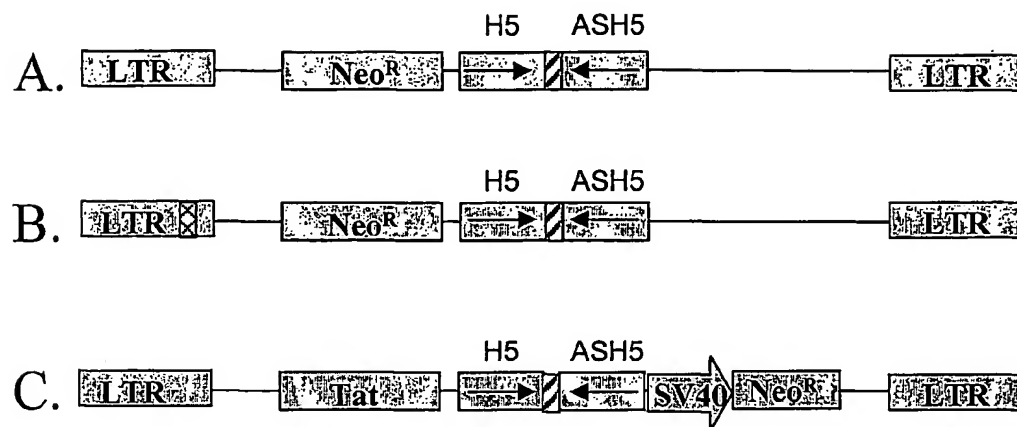 H5 ASH5
A. LTR Neo^R LTR
H5 ASH5
B. LTR Neo^R LTR
H5 ASH5
C. LTR Tat SV40 Neo^R LTR